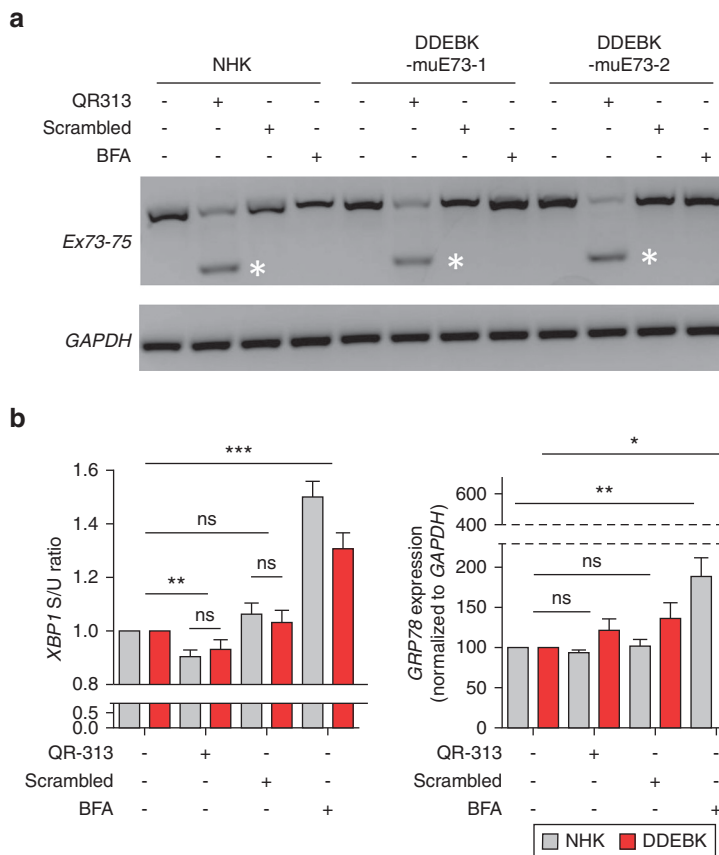 a
NHK
DDEBK
-muE73-1
DDEBK
-muE73-2
QR313 - + - - - + - - - + - -
Scrambled - - + - - - + - - - + -
BFA - - - + - - - + - - - +
Ex73-75
* * *
GAPDH
b
XBP1 S/U ratio
1.6
1.4
1.2
1.0
0.8
0.5
0.0
***
ns
**
ns
ns
QR-313 - + - -
Scrambled - - + -
BFA - - - +
GRP78 expression
(normalized to GAPDH)
600
400
200
150
100
50
0
*
**
ns
ns
QR-313 - + - -
Scrambled - - + -
BFA - - - +
NHK DDEBK